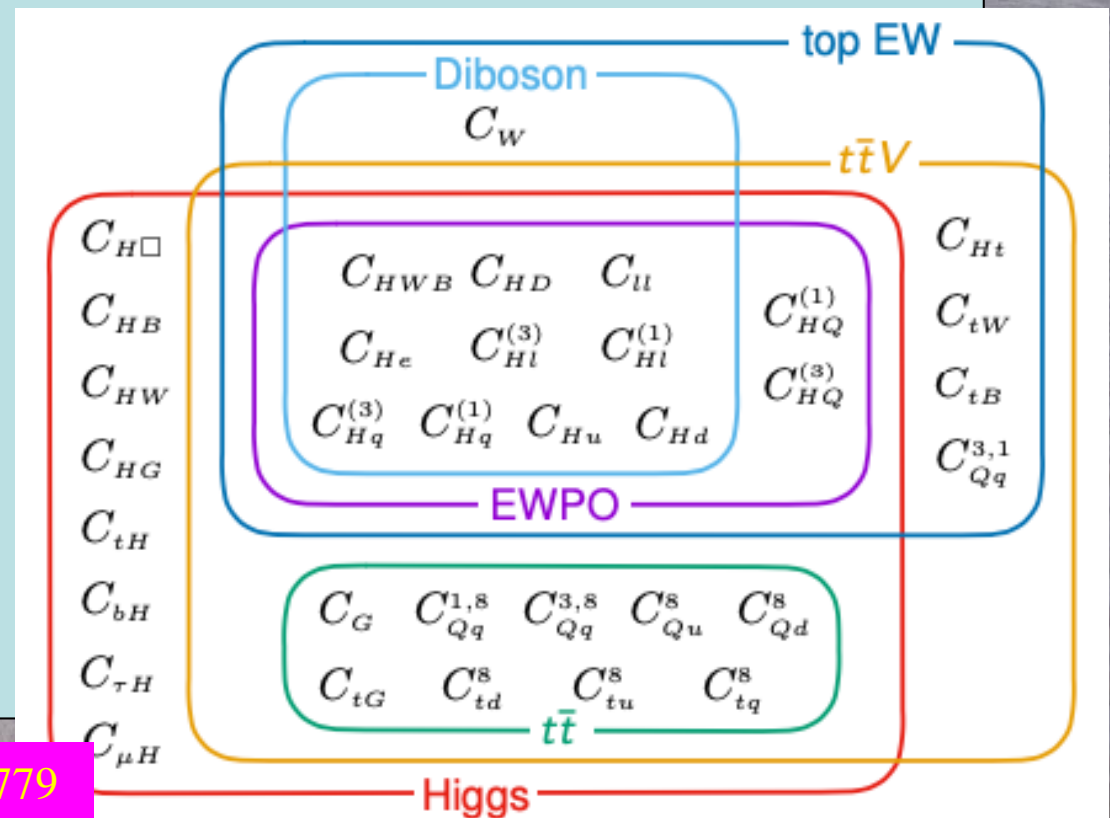 top EW
Diboson
C_W
tt̄V
C_{H□}
C_{Ht}
C_{HWB} C_{HD} C_{ll}
C_{HB}
C_{HQ}^{(1)}
C_{tW}
C_{He} C_{Hl}^{(3)} C_{Hl}^{(1)}
C_{HW}
C_{HQ}^{(3)}
C_{tB}
C_{Hq}^{(3)} C_{Hq}^{(1)} C_{Hu} C_{Hd}
C_{HG}
C_{Qq}^{3,1}
EWPO
C_{tH}
C_{bH}
C_G C_{Qq}^{1,8} C_{Qq}^{3,8} C_{Qu}^{8} C_{Qd}^{8}
C_{τH}
C_{tG} C_{td}^{8} C_{tu}^{8} C_{tq}^{8}
tt̄
C_{μH}
779
Higgs